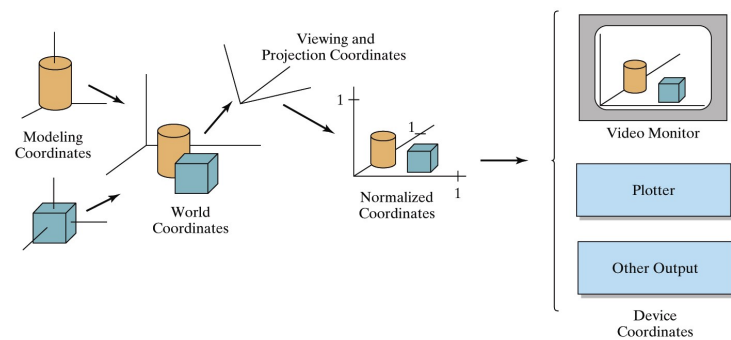 Modeling
Coordinates
World
Coordinates
Viewing and
Projection Coordinates
1
1
1
Normalized
Coordinates
Video Monitor
Plotter
Other Output
Device
Coordinates